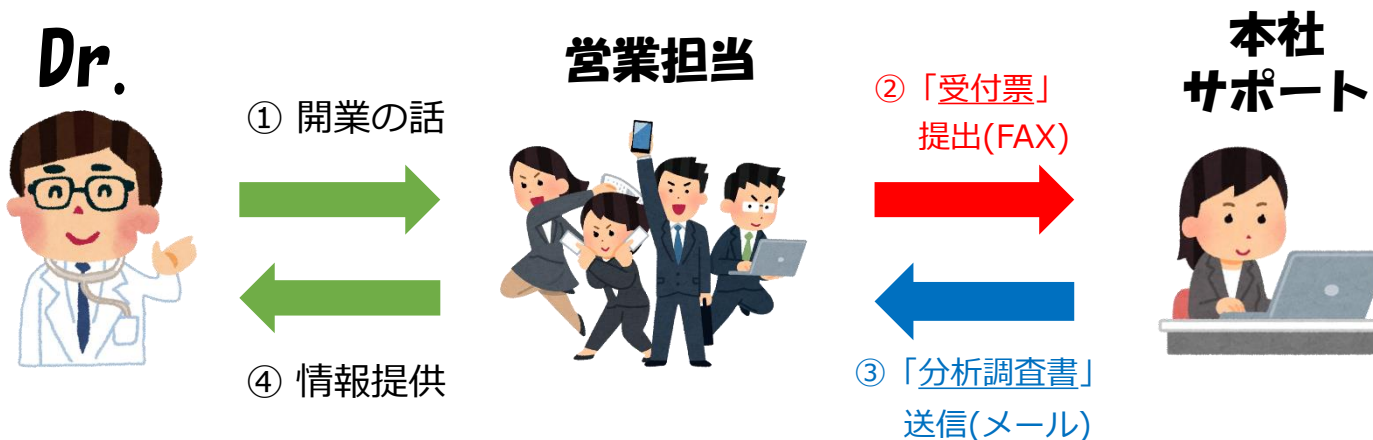 Dr.
営業担当
本社
サポート
① 開業の話
②「受付票」
提出(FAX)
④ 情報提供
③「分析調査書」
送信(メール)